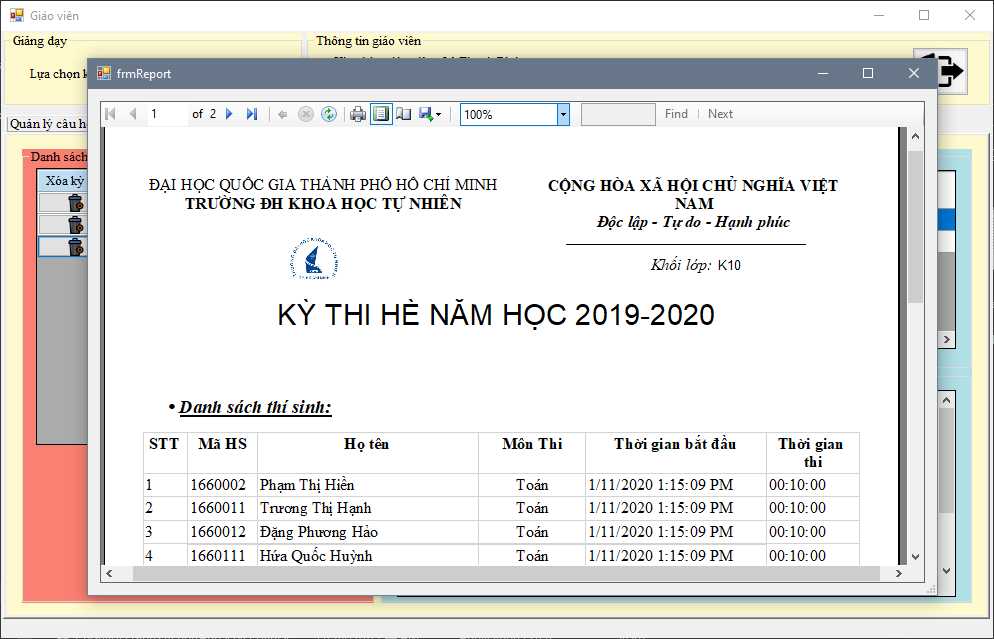 Giáo viên
Giảng dạy
Thông tin giáo viên
Lựa chọn k
frmReport
1 of 2
100%
Find
Next
Quản lý câu h
Danh sách
Xóa kỳ
ĐẠI HỌC QUỐC GIA THÀNH PHỐ HỒ CHÍ MINH
TRƯỜNG ĐH KHOA HỌC TỰ NHIÊN
CỘNG HÒA XÃ HỘI CHỦ NGHĨA VIỆT
NAM
Độc lập - Tự do - Hạnh phúc
Khối lớp: K10
KỲ THI HÈ NĂM HỌC 2019-2020
• Danh sách thí sinh:
STT Mã HS Họ tên Môn Thi Thời gian bắt đầu Thời gian
thi
1 1660002 Phạm Thị Hiền Toán 1/11/2020 1:15:09 PM 00:10:00
2 1660011 Trương Thị Hạnh Toán 1/11/2020 1:15:09 PM 00:10:00
3 1660012 Đặng Phương Hảo Toán 1/11/2020 1:15:09 PM 00:10:00
4 1660111 Hứa Quốc Huỳnh Toán 1/11/2020 1:15:09 PM 00:10:00